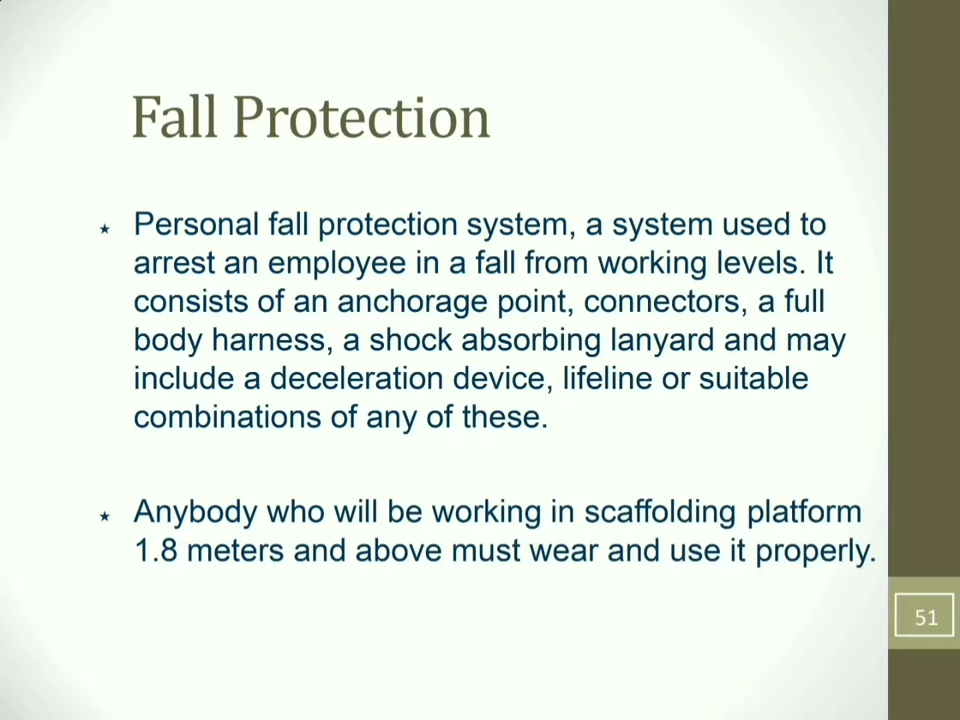 Fall Protection
Personal fall protection system, a system used to
arrest an employee in a fall from working levels. It
consists of an anchorage point, connectors, a full
body harness, a shock absorbing lanyard and may
include a deceleration device, lifeline or suitable
combinations of any of these.
Anybody who will be working in scaffolding platform
1.8 meters and above must wear and use it properly.
51